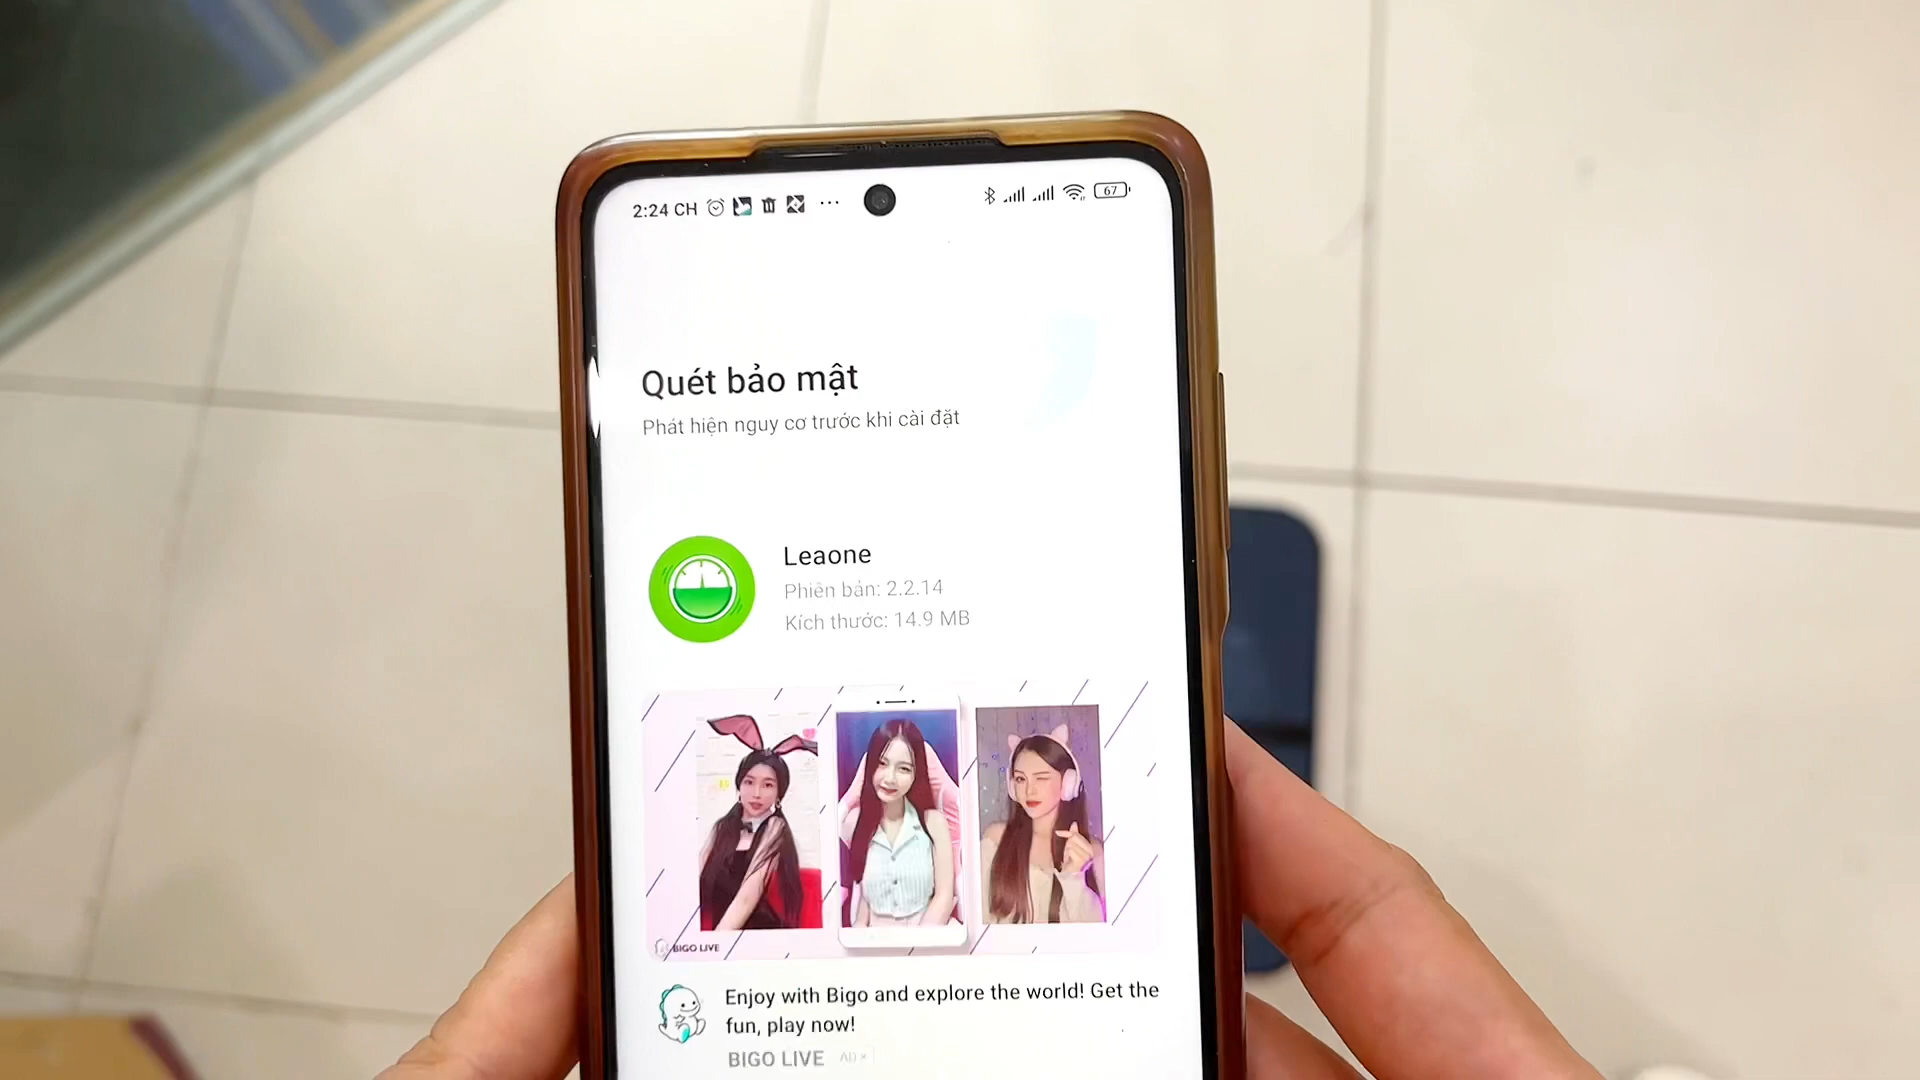 2:24 CH
67
Quét bảo mật
Phát hiện nguy cơ trước khi cài đặt
Leaone
Phiên bản: 2.2.14
Kích thước: 14.9 MB
BIGO LIVE
Enjoy with Bigo and explore the world! Get the
fun, play now!
BIGO LIVE AD ×